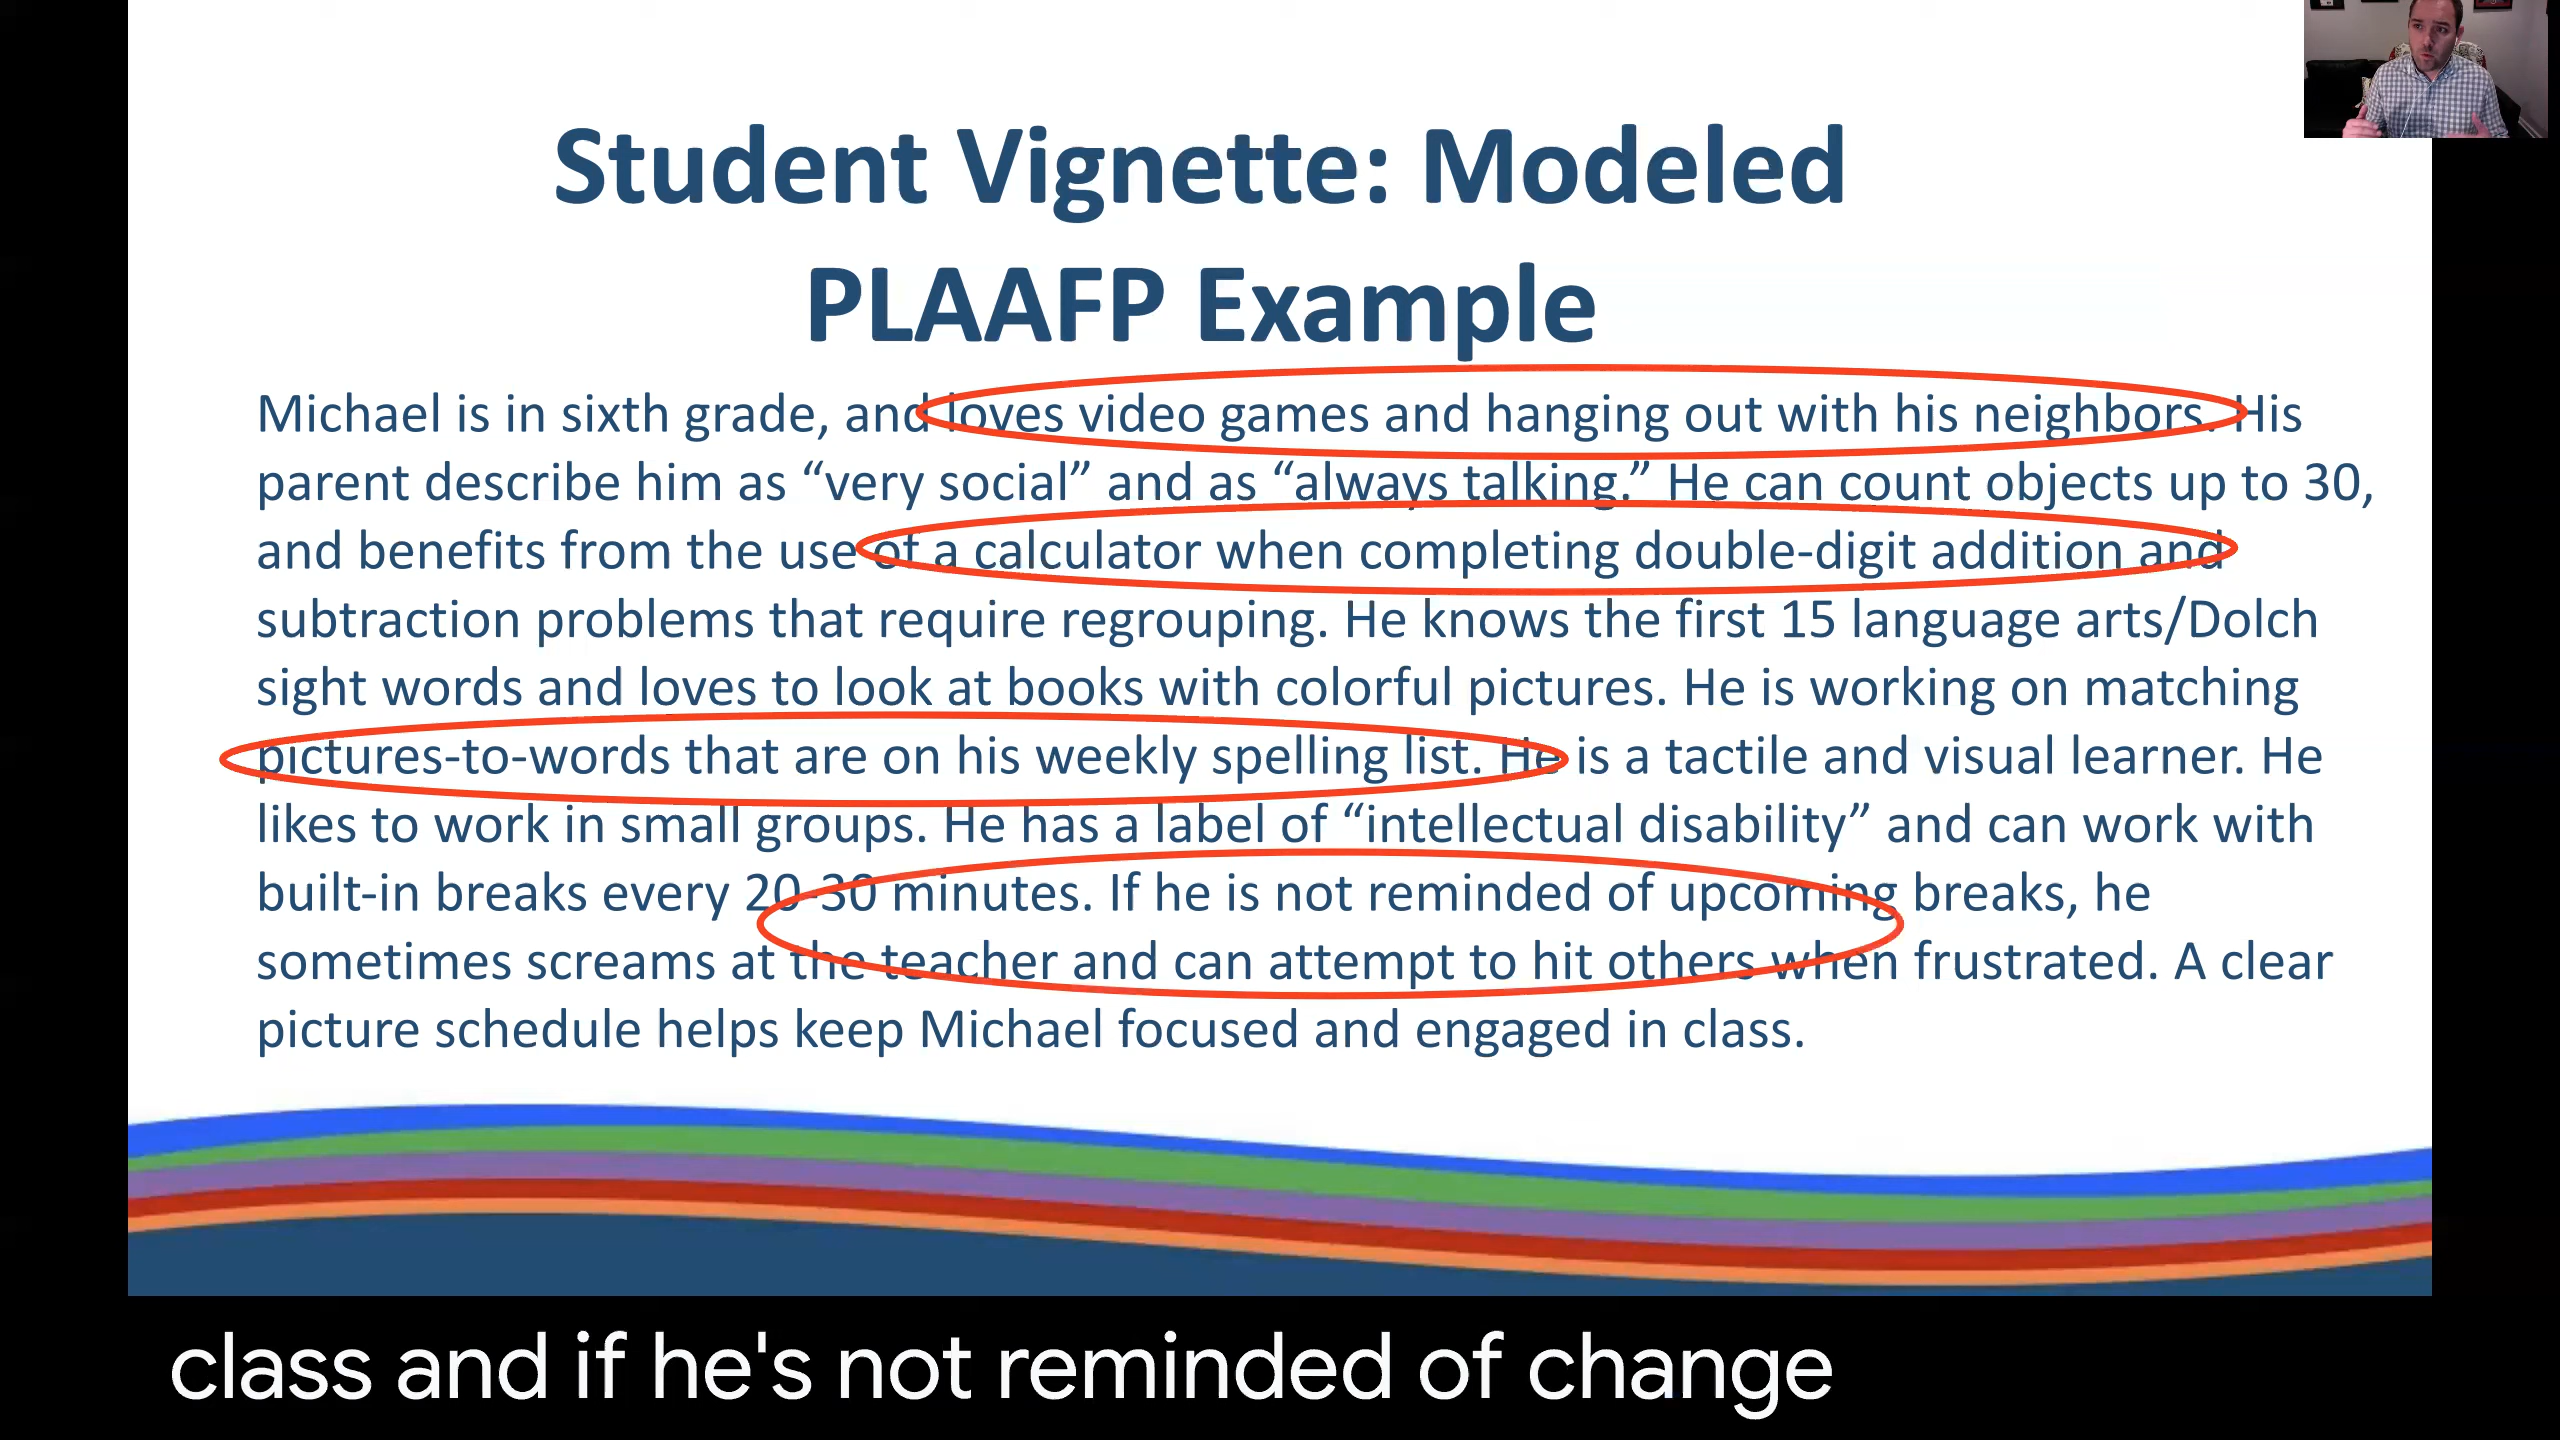 Student Vignette: Modeled
PLAAFP Example
Michael is in sixth grade, and loves video games and hanging out with his neighbors. His
parent describe him as “very social” and as “always talking.” He can count objects up to 30,
and benefits from the use of a calculator when completing double-digit addition and
subtraction problems that require regrouping. He knows the first 15 language arts/Dolch
sight words and loves to look at books with colorful pictures. He is working on matching
pictures-to-words that are on his weekly spelling list. He is a tactile and visual learner. He
likes to work in small groups. He has a label of “intellectual disability” and can work with
built-in breaks every 20-30 minutes. If he is not reminded of upcoming breaks, he
sometimes screams at the teacher and can attempt to hit others when frustrated. A clear
picture schedule helps keep Michael focused and engaged in class.
class and if he's not reminded of change